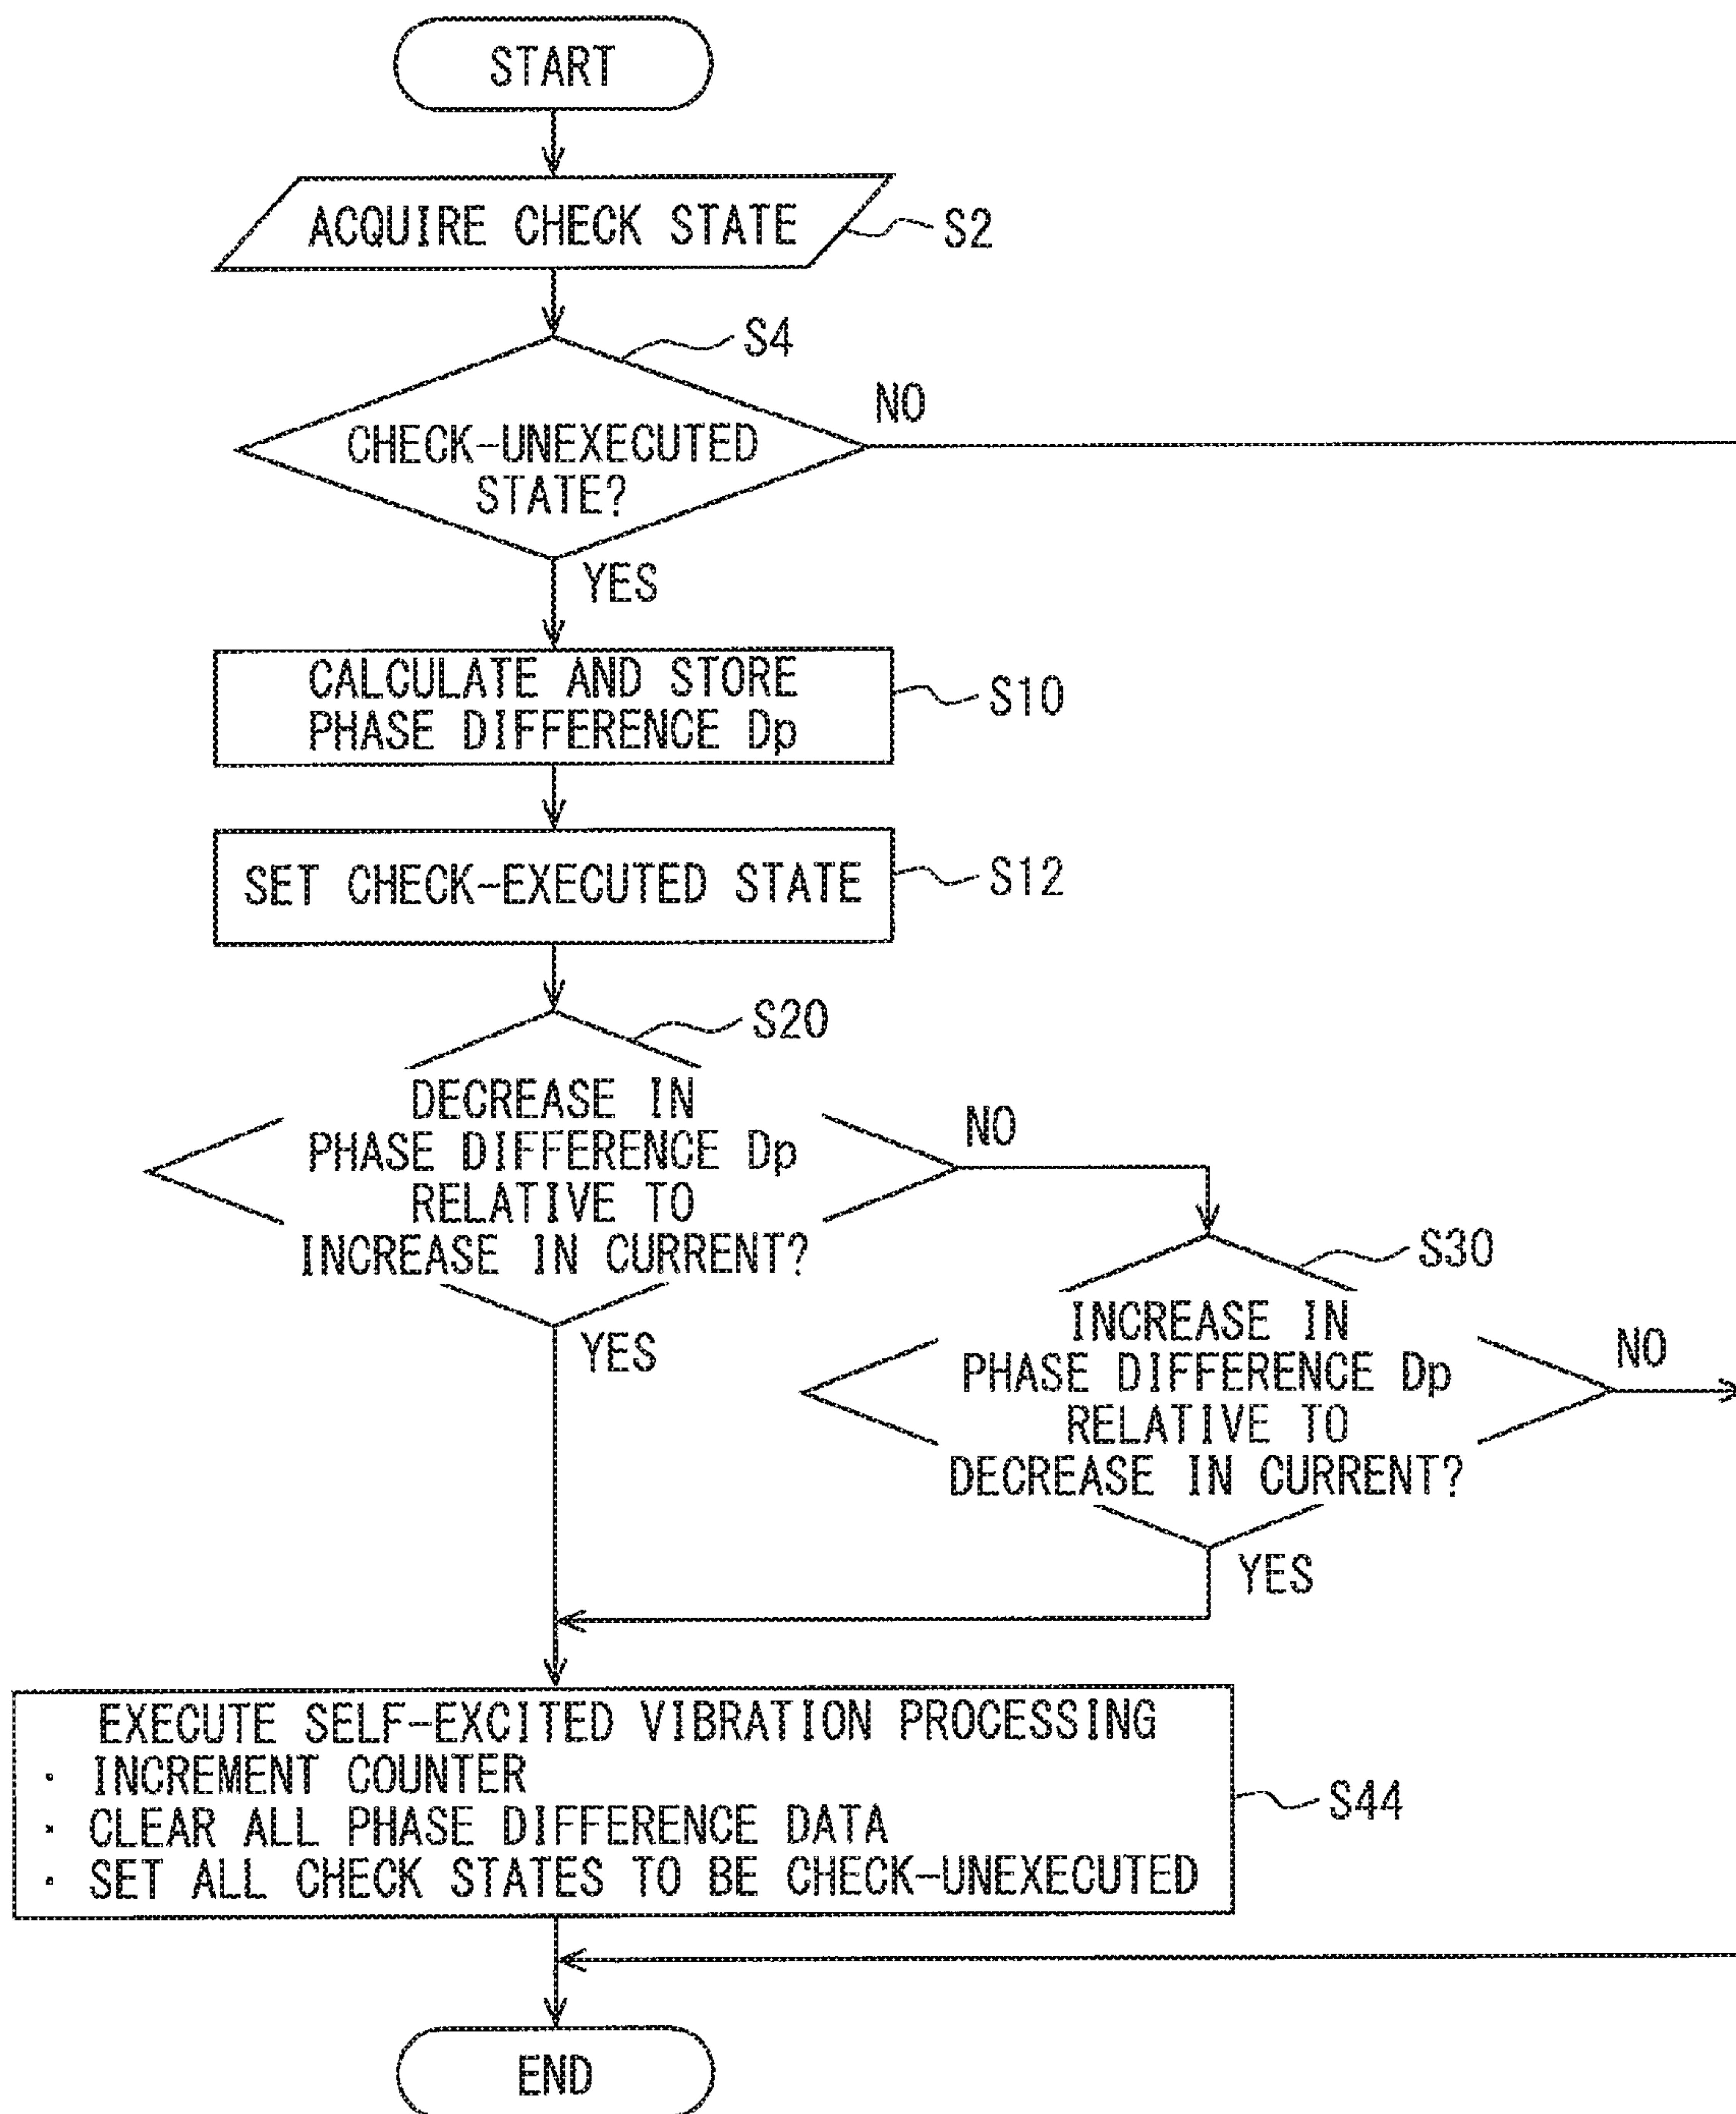 START
ACQUIRE CHECK STATE
S2
S4
NO
CHECK-UNEXECUTED
STATE?
YES
CALCULATE AND STORE
PHASE DIFFERENCE Dp
S10
SET CHECK-EXECUTED STATE
S12
S20
DECREASE IN
PHASE DIFFERENCE Dp
RELATIVE TO
INCREASE IN CURRENT?
NO
YES
S30
INCREASE IN
PHASE DIFFERENCE Dp
RELATIVE TO
DECREASE IN CURRENT?
NO
YES
EXECUTE SELF-EXCITED VIBRATION PROCESSING
· INCREMENT COUNTER
· CLEAR ALL PHASE DIFFERENCE DATA
· SET ALL CHECK STATES TO BE CHECK-UNEXECUTED
S44
END